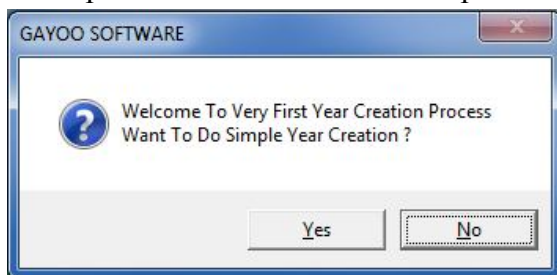 GAYOO SOFTWARE
Welcome To Very First Year Creation Process
Want To Do Simple Year Creation ?
Yes
No